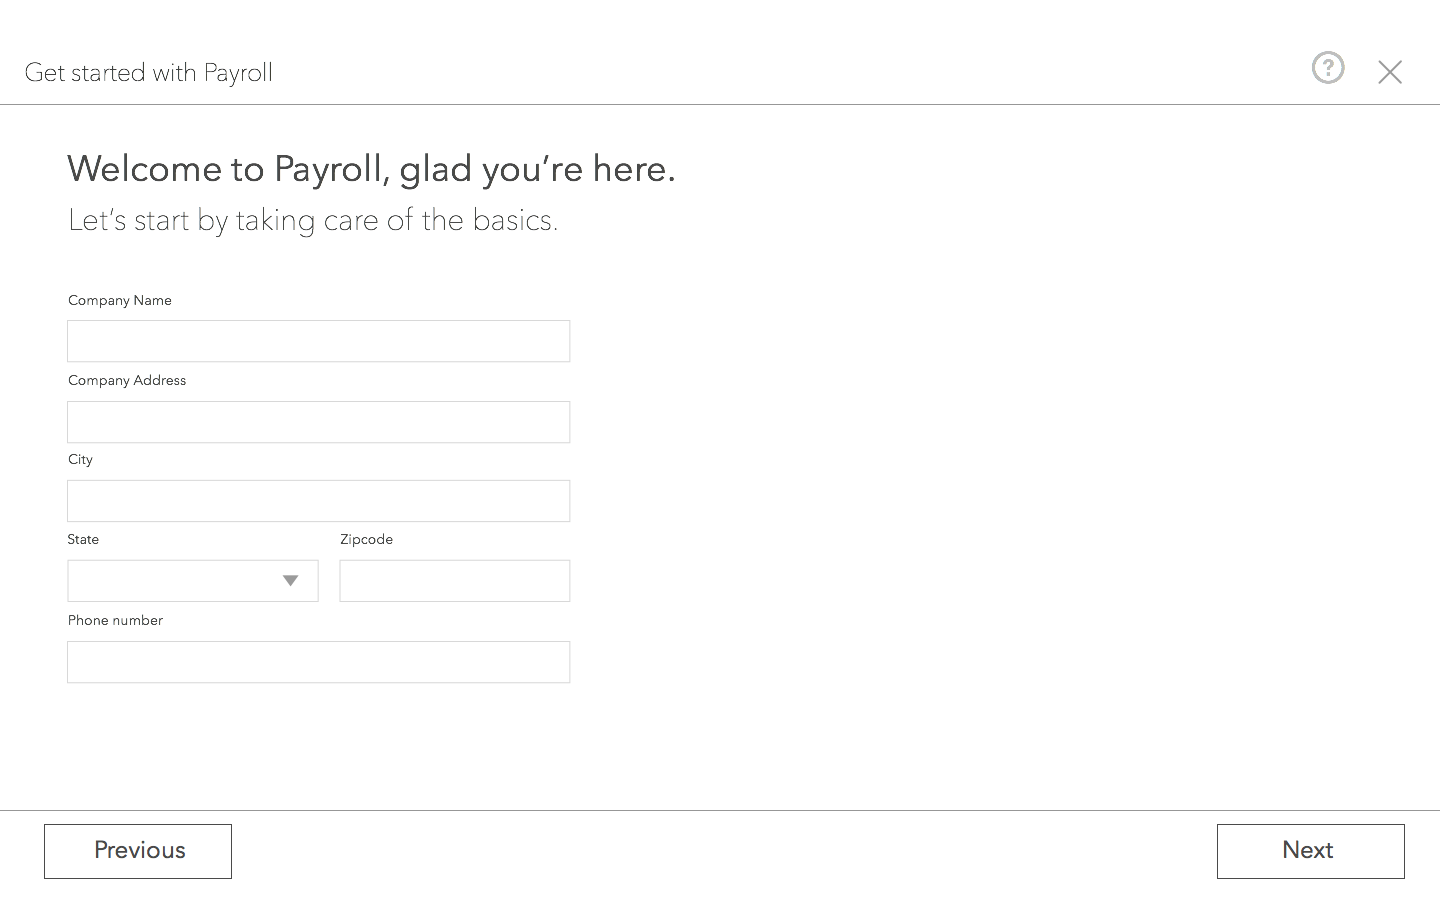 Get started with Payroll
?
Welcome to Payroll, glad you’re here.
Let’s start by taking care of the basics.
Company Name
Company Address
City
State Zipcode
Phone number
Previous Next